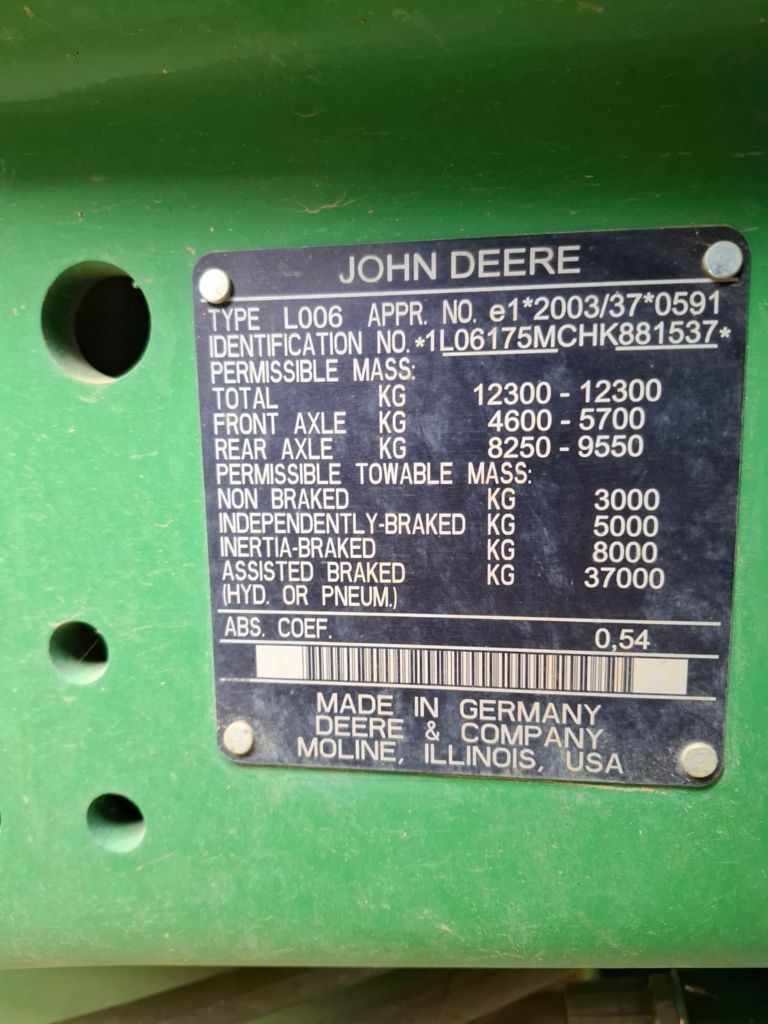 JOHN DEERE
TYPE L006 APPR. NO. e1*2003/37*0591
IDENTIFICATION NO.*1L06175MCHK881537*
PERMISSIBLE MASS:
TOTAL KG 12300 - 12300
FRONT AXLE KG 4600 - 5700
REAR AXLE KG 8250 - 9550
PERMISSIBLE TOWABLE MASS:
NON BRAKED KG 3000
INDEPENDENTLY-BRAKED KG 5000
INERTIA-BRAKED KG 8000
ASSISTED BRAKED KG 37000
(HYD. OR PNEUM.)
ABS. COEF. 0,54
MADE IN GERMANY
DEERE & COMPANY
MOLINE, ILLINOIS, USA